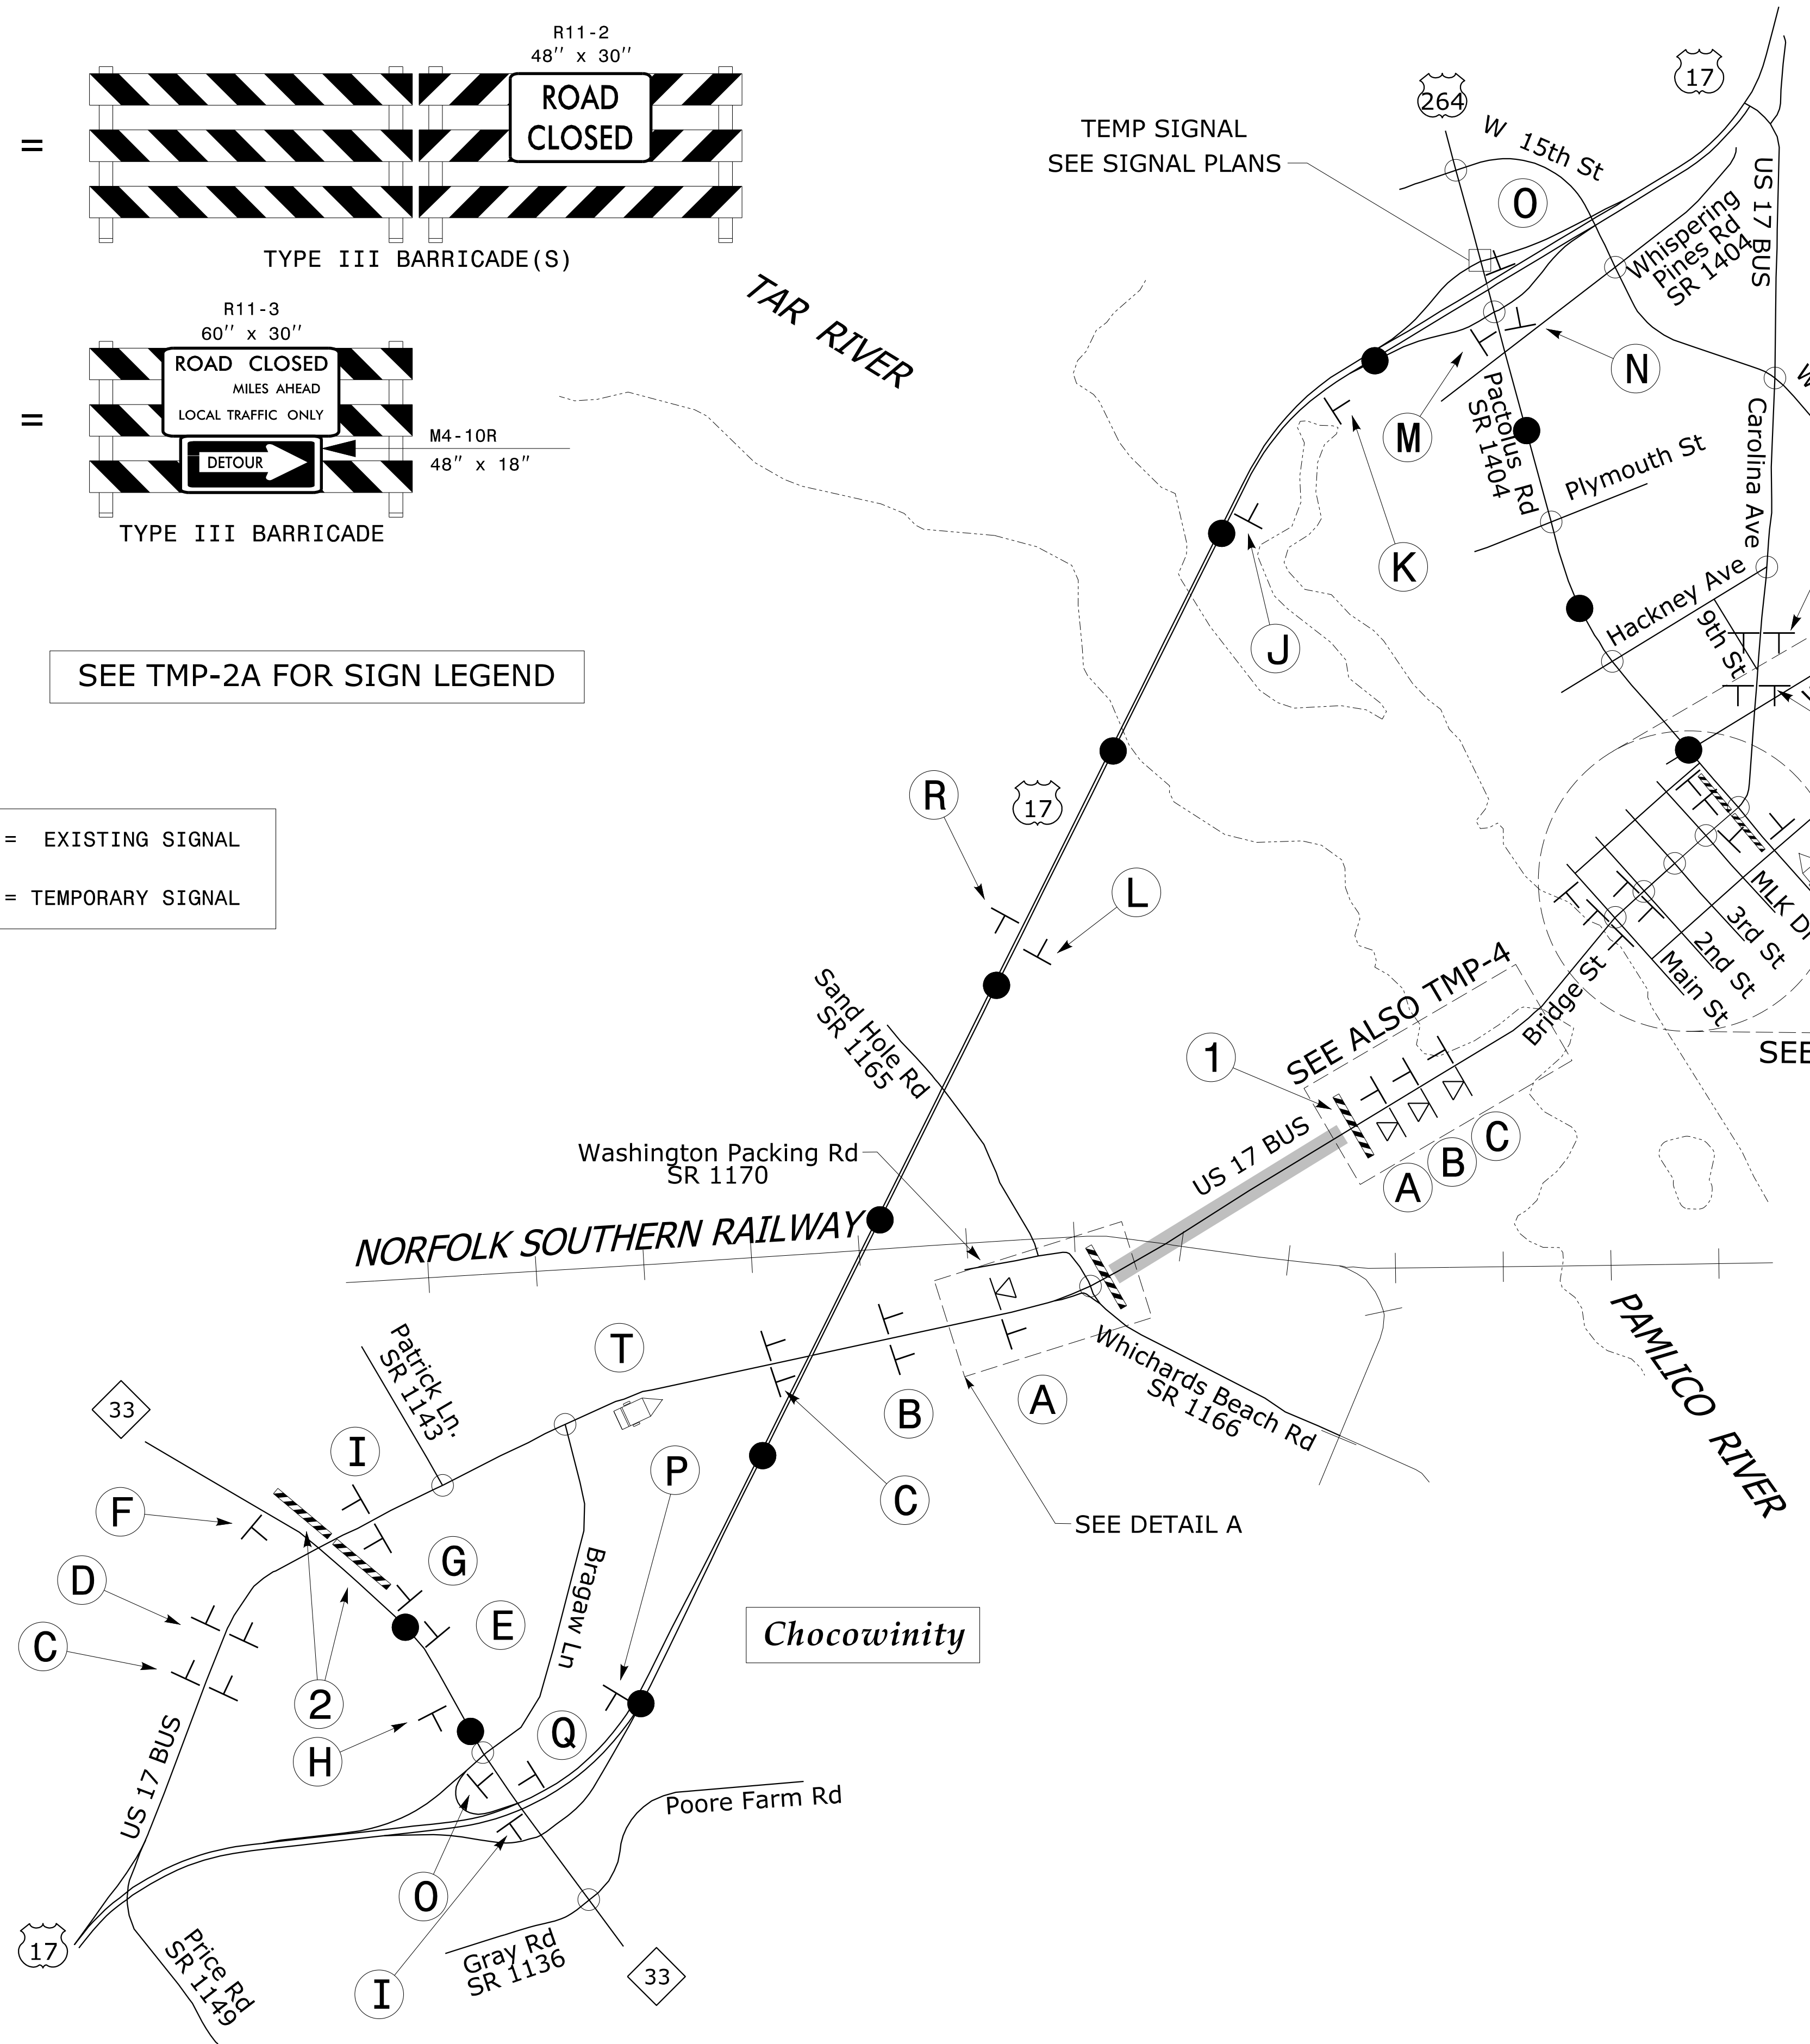 R11-2
48" x 30"
=
ROAD
CLOSED
TYPE III BARRICADE(S)
R11-3
60" x 30"
=
ROAD CLOSED
MILES AHEAD
LOCAL TRAFFIC ONLY
DETOUR
M4-10R
48" x 18"
TYPE III BARRICADE
SEE TMP-2A FOR SIGN LEGEND
= EXISTING SIGNAL
= TEMPORARY SIGNAL
TAR RIVER
TEMP SIGNAL
SEE SIGNAL PLANS
264
17
W 15th St
O
Whispering
Pines Rd
SR 1404
US 17 BUS
N
M
K
J
Pactolus Rd
SR 1404
Plymouth St
Carolina Ave
Hackney Ave
9th St
R
17
L
MLK Dr
3rd St
2nd St
Main St
Bridge St
SEE
SEE ALSO TMP-4
1
Sand Hole Rd
SR 1165
US 17 BUS
A
B
C
Washington Packing Rd
SR 1170
NORFOLK SOUTHERN RAILWAY
PAMLICO RIVER
Whichards Beach Rd
SR 1166
A
B
C
SEE DETAIL A
T
Patrick Ln.
SR 1143
33
I
F
G
D
E
C
2
H
P
Bragaw Ln
Q
Chocowinity
US 17 BUS
Poore Farm Rd
O
I
Gray Rd
SR 1136
33
17
Price Rd
SR 1149